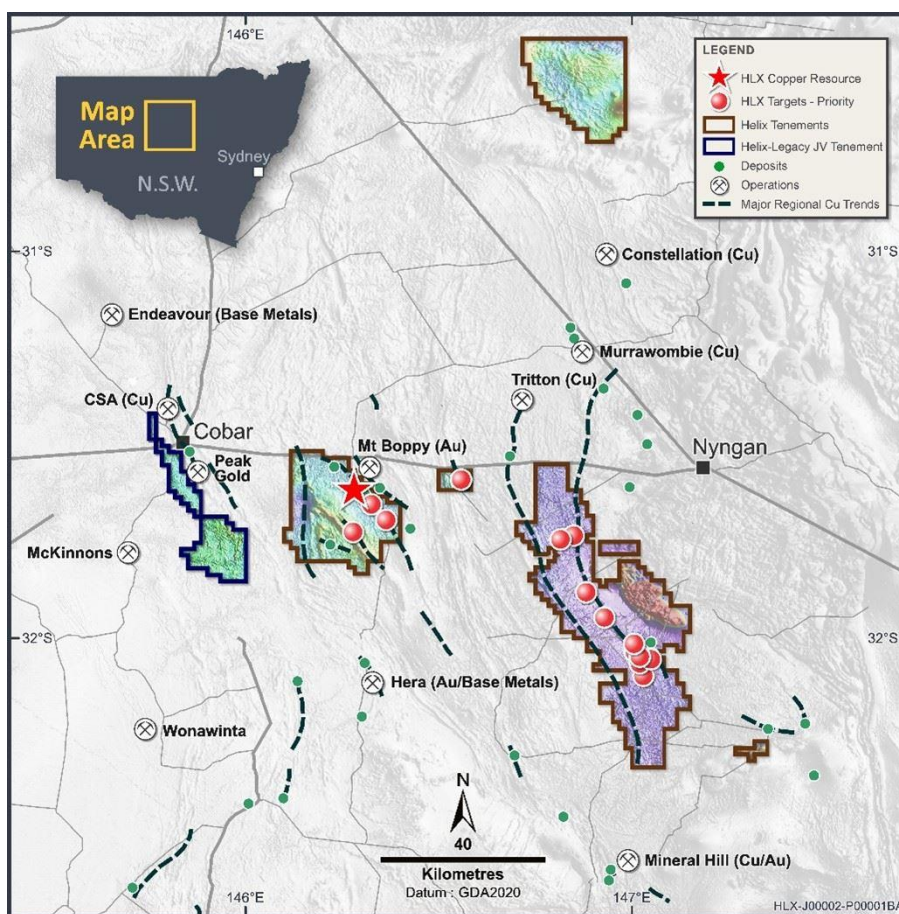 146°E
LEGEND
HLX Copper Resource
HLX Targets - Priority
Helix Tenements
Helix-Legacy JV Tenement
Deposits
Operations
Major Regional Cu Trends
Map
Area
Sydney
N.S.W.
31°S
31°S
Constellation (Cu)
Endeavour (Base Metals)
Murrawombie (Cu)
Tritton (Cu)
CSA (Cu)
Cobar
Mt Boppy (Au)
Nyngan
Peak
Gold
McKinnons
32°S
32°S
Hera (Au/Base Metals)
Wonawinta
N
40
Kilometres
Datum : GDA2020
Mineral Hill (Cu/Au)
146°E
147°E
HLX-J00002-P00001BA